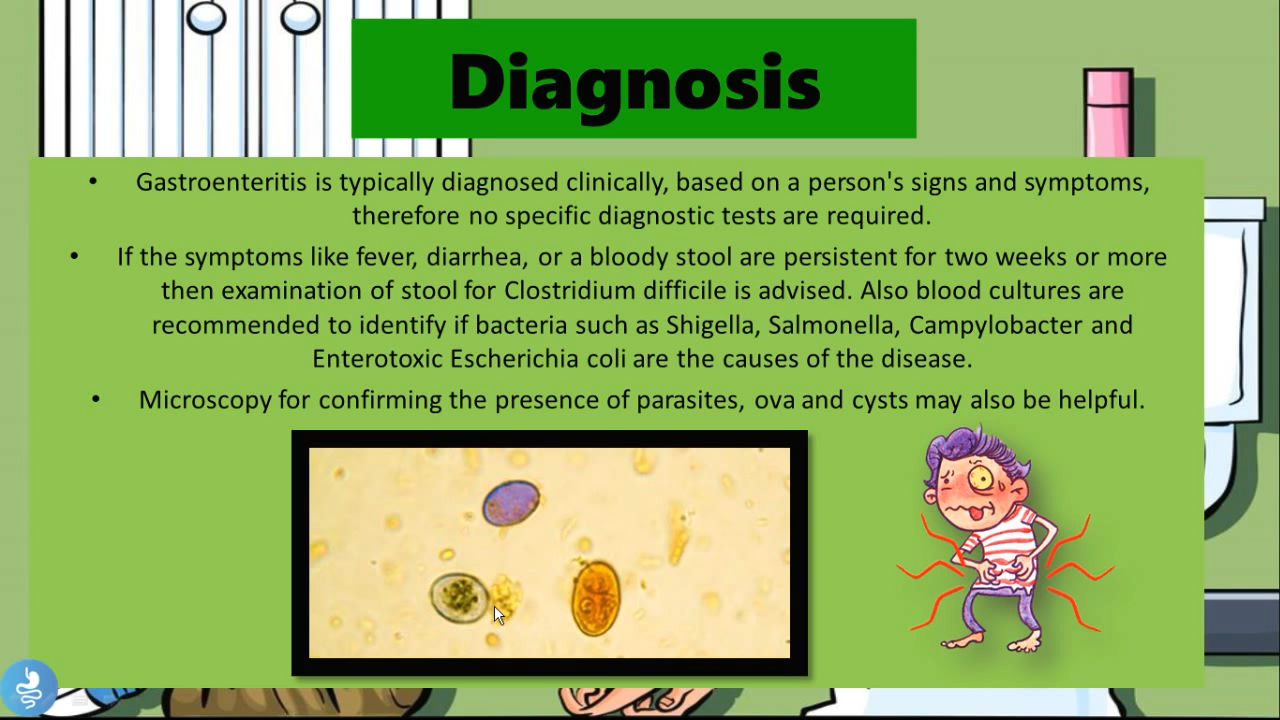 Diagnosis
• Gastroenteritis is typically diagnosed clinically, based on a person's signs and symptoms,
therefore no specific diagnostic tests are required.
• If the symptoms like fever, diarrhea, or a bloody stool are persistent for two weeks or more
then examination of stool for Clostridium difficile is advised. Also blood cultures are
recommended to identify if bacteria such as Shigella, Salmonella, Campylobacter and
Enterotoxic Escherichia coli are the causes of the disease.
• Microscopy for confirming the presence of parasites, ova and cysts may also be helpful.